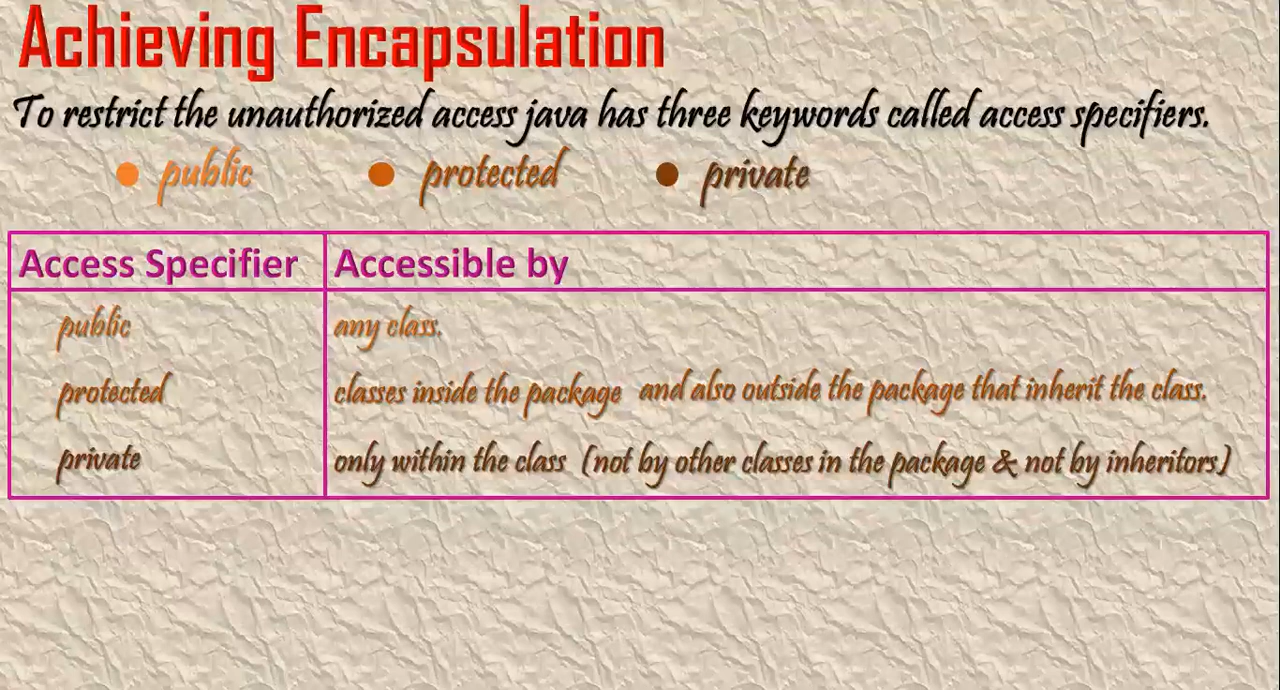 Achieving Encapsulation
To restrict the unauthorized access java has three keywords called access specifiers.
public protected private
Access Specifier Accessible by
public any class.
protected classes inside the package and also outside the package that inherit the class.
private only within the class (not by other classes in the package & not by inheritors)